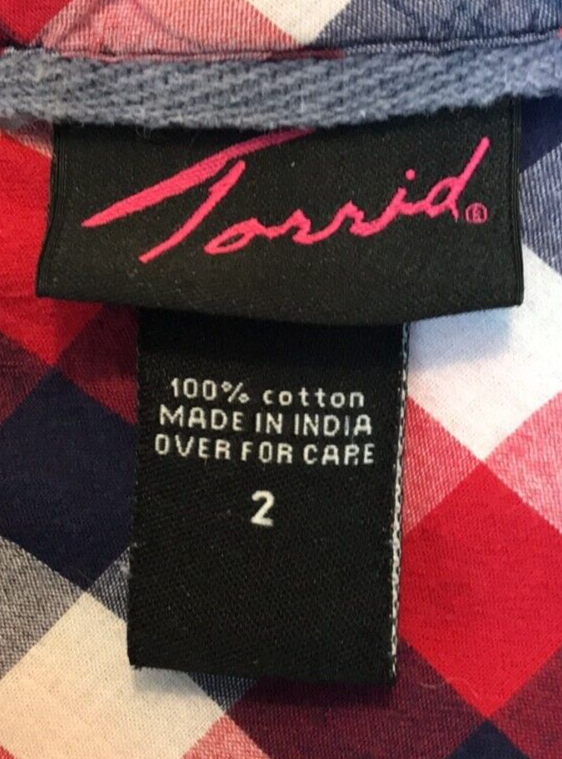 Torrid®
100% cotton
MADE IN INDIA
OVER FOR CARE
2